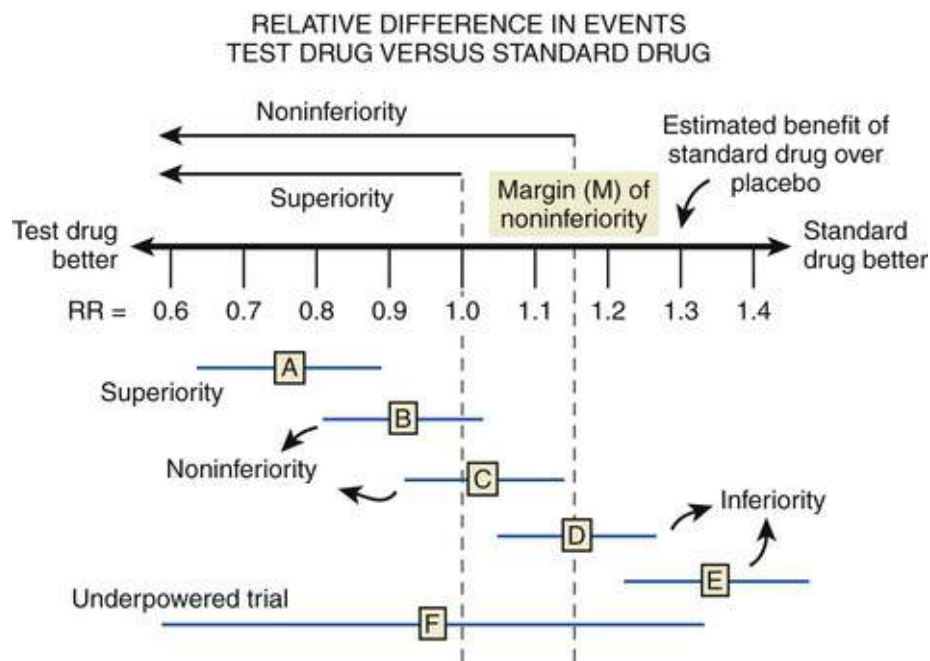 RELATIVE DIFFERENCE IN EVENTS
TEST DRUG VERSUS STANDARD DRUG
Noninferiority
Superiority
Margin (M) of
noninferiority
Estimated benefit of
standard drug over
placebo
Test drug
better
Standard
drug better
RR = 0.6 0.7 0.8 0.9 1.0 1.1 1.2 1.3 1.4
A
Superiority
B
Noninferiority
C
Inferiority
D
E
Underpowered trial
F